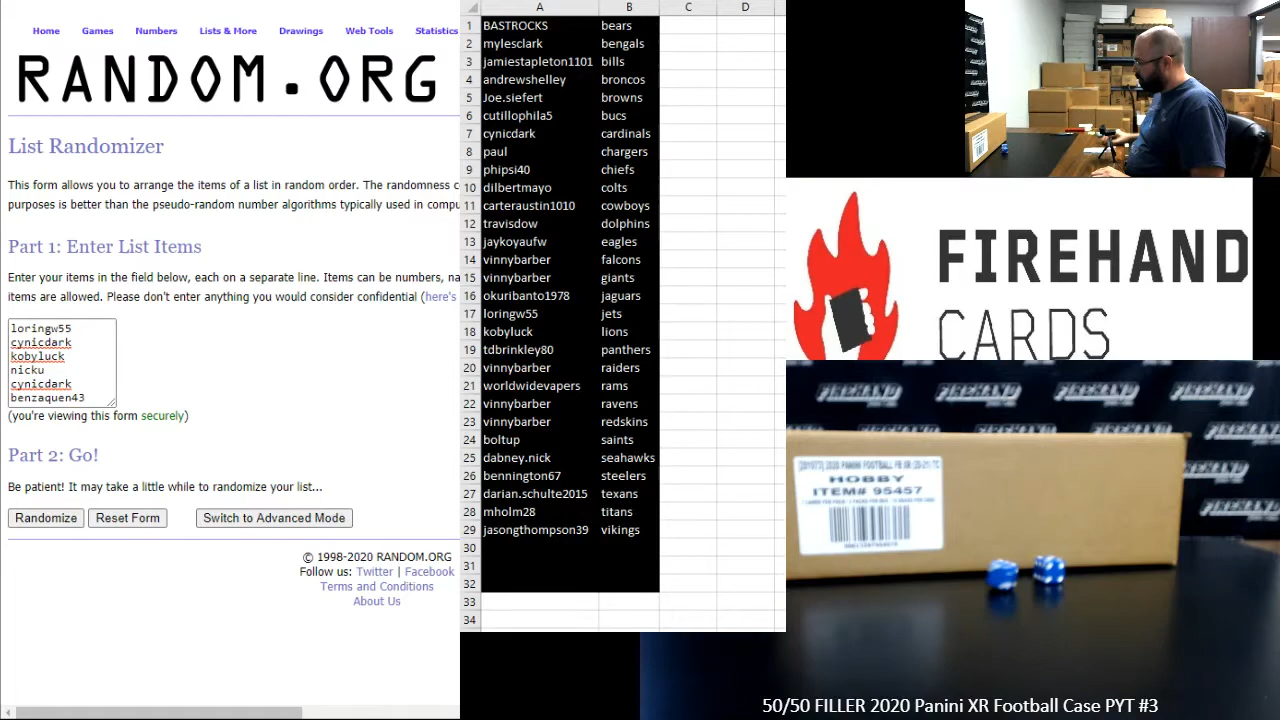 Home Games Numbers Lists & More Drawings Web Tools Statistics
RANDOM.ORG
List Randomizer
This form allows you to arrange the items of a list in random order. The randomness c
purposes is better than the pseudo-random number algorithms typically used in compu
Part 1: Enter List Items
Enter your items in the field below, each on a separate line. Items can be numbers, na
items are allowed. Please don't enter anything you would consider confidential (here's
loringw55
cynicdark
kobyluck
nicku
cynicdark
benzaquen43
(you're viewing this form securely)
Part 2: Go!
Be patient! It may take a little while to randomize your list...
Randomize Reset Form Switch to Advanced Mode
© 1998-2020 RANDOM.ORG
Follow us: Twitter | Facebook
Terms and Conditions
About Us
A B C D
1 BASTROCKS bears
2 mylesclark bengals
3 jamiestapleton1101 bills
4 andrewshelley broncos
5 Joe.siefert browns
6 cutillophila5 bucs
7 cynicdark cardinals
8 paul chargers
9 phipsi40 chiefs
10 dilbertmayo colts
11 carteraustin1010 cowboys
12 travisdow dolphins
13 jaykoyaufw eagles
14 vinnybarber falcons
15 vinnybarber giants
16 okuribanto1978 jaguars
17 loringw55 jets
18 kobyluck lions
19 tdbrinkley80 panthers
20 vinnybarber raiders
21 worldwidevapers rams
22 vinnybarber ravens
23 vinnybarber redskins
24 boltup saints
25 dabney.nick seahawks
26 bennington67 steelers
27 darian.schulte2015 texans
28 mholm28 titans
29 jasongthompson39 vikings
30
31
32
33
34
FIREHAND
CARDS
FIREHAND FIREHAND FIREHAND
HOBBY
ITEM# 95457
50/50 FILLER 2020 Panini XR Football Case PYT #3